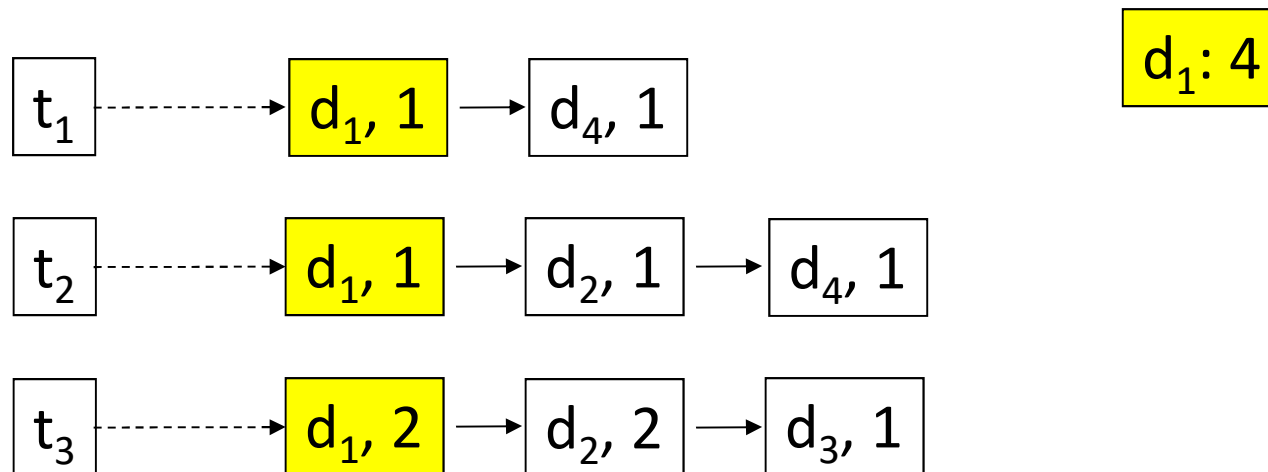 d₁: 4
t₁ d₁, 1 d₄, 1
t₂ d₁, 1 d₂, 1 d₄, 1
t₃ d₁, 2 d₂, 2 d₃, 1